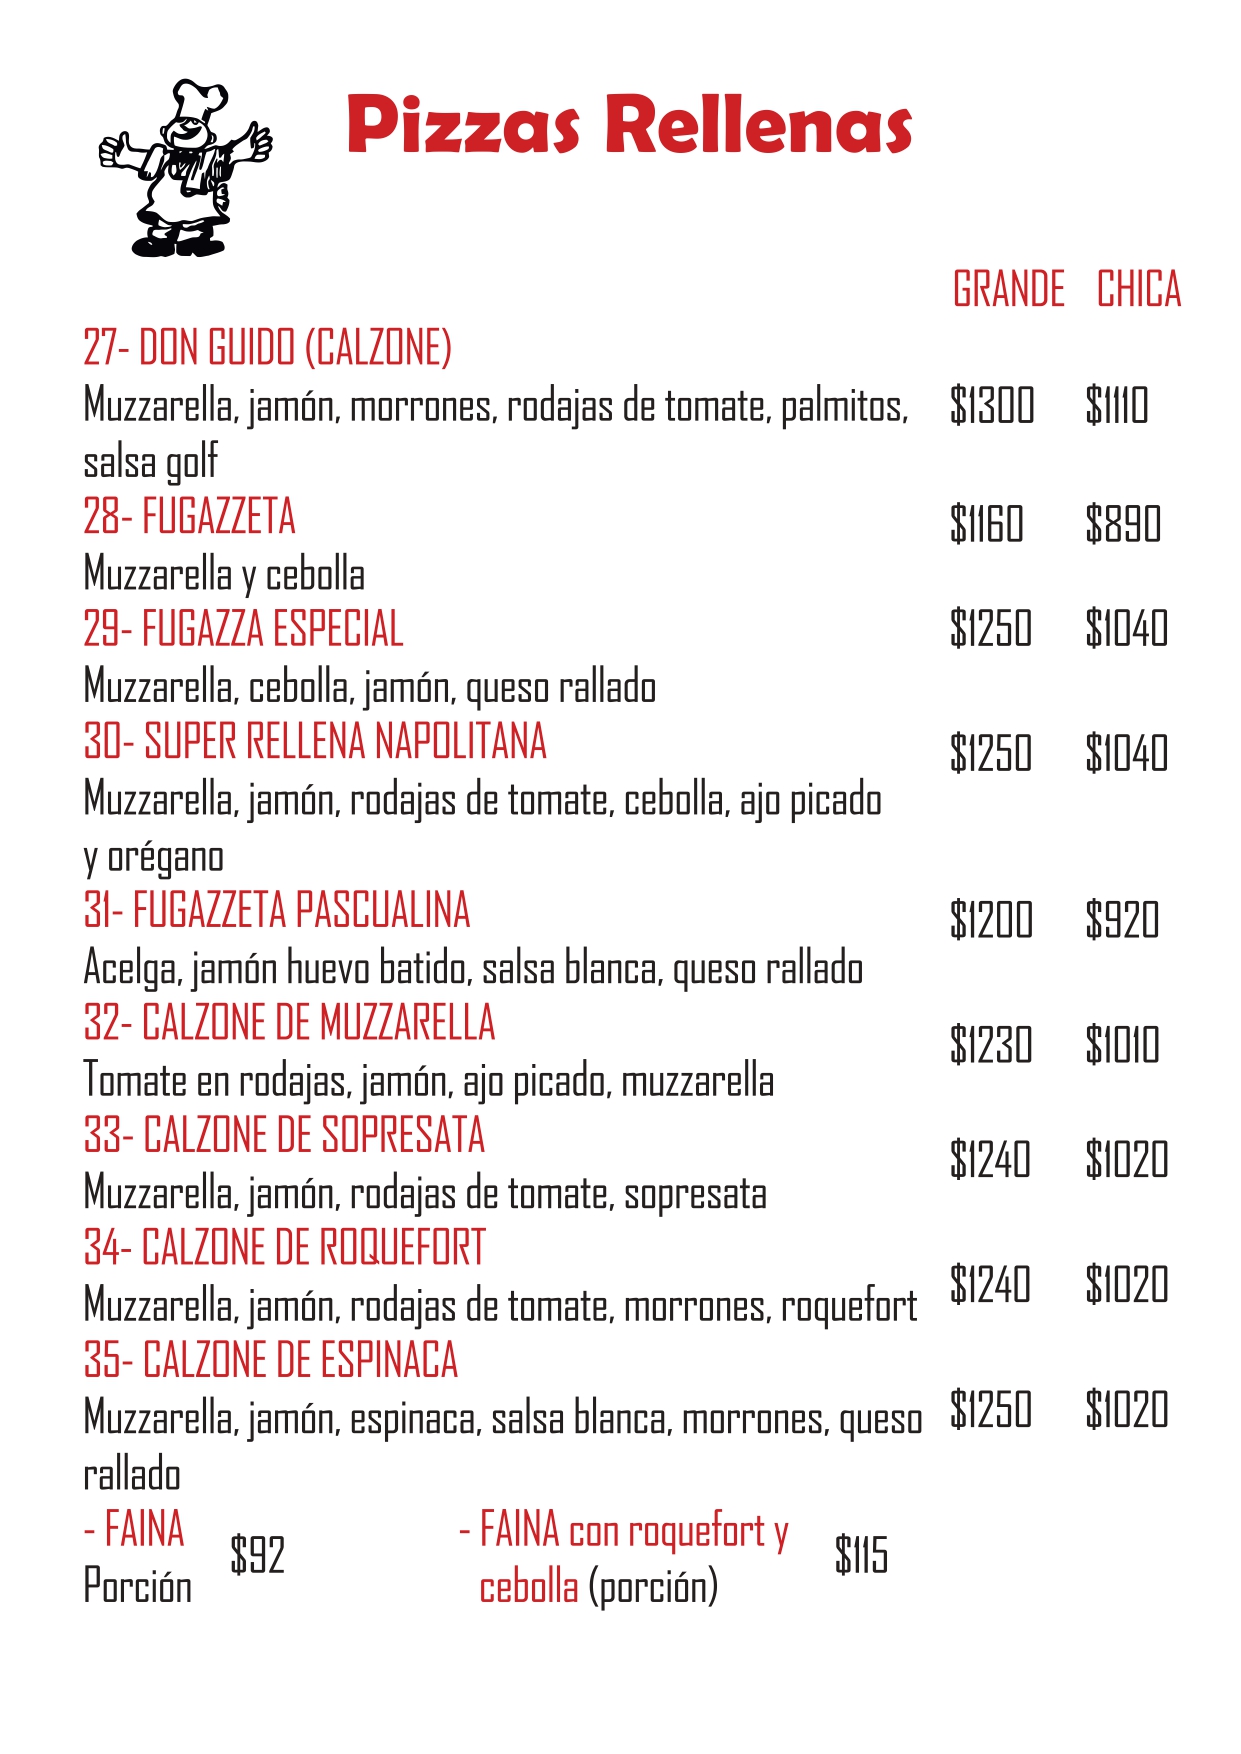 Pizzas Rellenas
GRANDE CHICA
27- DON GUIDO (CALZONE)
Muzzarella, jamón, morrones, rodajas de tomate, palmitos, $1300 $1110
salsa golf
28- FUGAZZETA $1160 $890
Muzzarella y cebolla
29- FUGAZZA ESPECIAL $1250 $1040
Muzzarella, cebolla, jamón, queso rallado
30- SUPER RELLENA NAPOLITANA $1250 $1040
Muzzarella, jamón, rodajas de tomate, cebolla, ajo picado
y orégano
31- FUGAZZETA PASCUALINA $1200 $920
Acelga, jamón huevo batido, salsa blanca, queso rallado
32- CALZONE DE MUZZARELLA $1230 $1010
Tomate en rodajas, jamón, ajo picado, muzzarella
33- CALZONE DE SOPRESATA $1240 $1020
Muzzarella, jamón, rodajas de tomate, sopresata
34- CALZONE DE ROQUEFORT
Muzzarella, jamón, rodajas de tomate, morrones, roquefort $1240 $1020
35- CALZONE DE ESPINACA
Muzzarella, jamón, espinaca, salsa blanca, morrones, queso $1250 $1020
rallado
- FAINA $92
Porción
- FAINA con roquefort y $115
cebolla (porción)